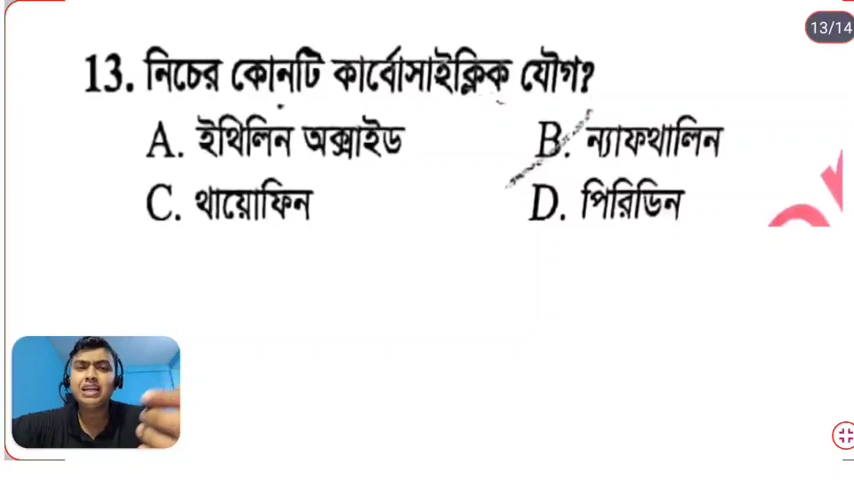 13/14
13. নিচের কোনটি কার্বোসাইক্লিক যৌগ?
A. ইথিলিন অক্সাইড B. ন্যাফথালিন
C. থায়োফিন D. পিরিডিন